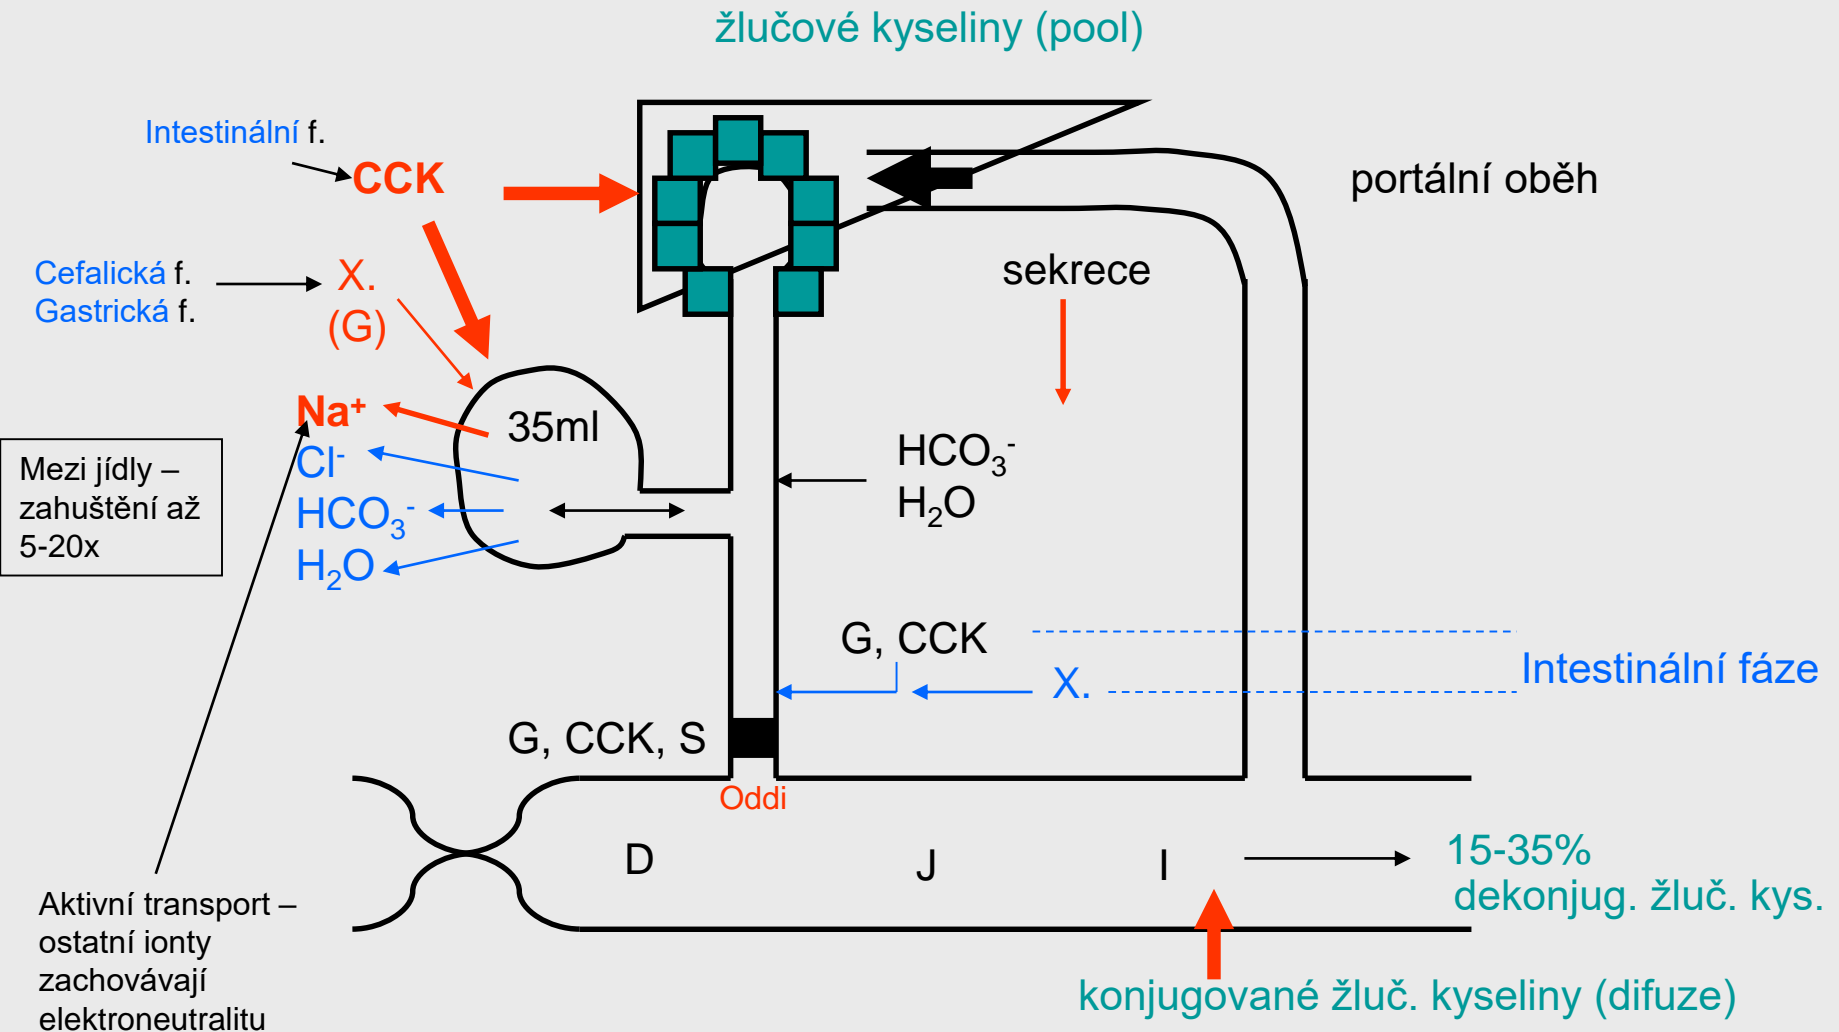 žlučové kyseliny (pool)
Intestinální f.
CCK
portální oběh
Cefalická f.
Gastrická f.
X.
(G)
sekrece
Na⁺
Cl⁻
HCO₃⁻
H₂O
35ml
HCO₃⁻
H₂O
Mezi jídly –
zahuštění až
5-20x
G, CCK
X.
Intestinální fáze
G, CCK, S
Oddi
D
J
I
15-35%
dekonjug. žluč. kys.
Aktivní transport –
ostatní ionty
zachovávají
elektroneutralitu
konjugované žluč. kyseliny (difuze)